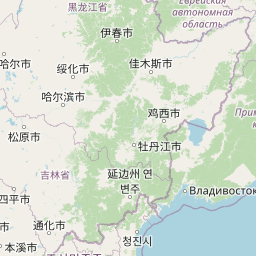 Еврейская
автономная
область
黑龙江省
伊春市
佳木斯市
哈尔市
绥化市
哈尔滨市
鸡西市
松原市
牡丹江市
吉林省
延边州 연
변주
Владивосток
四平市
通化市
청진시
本溪市